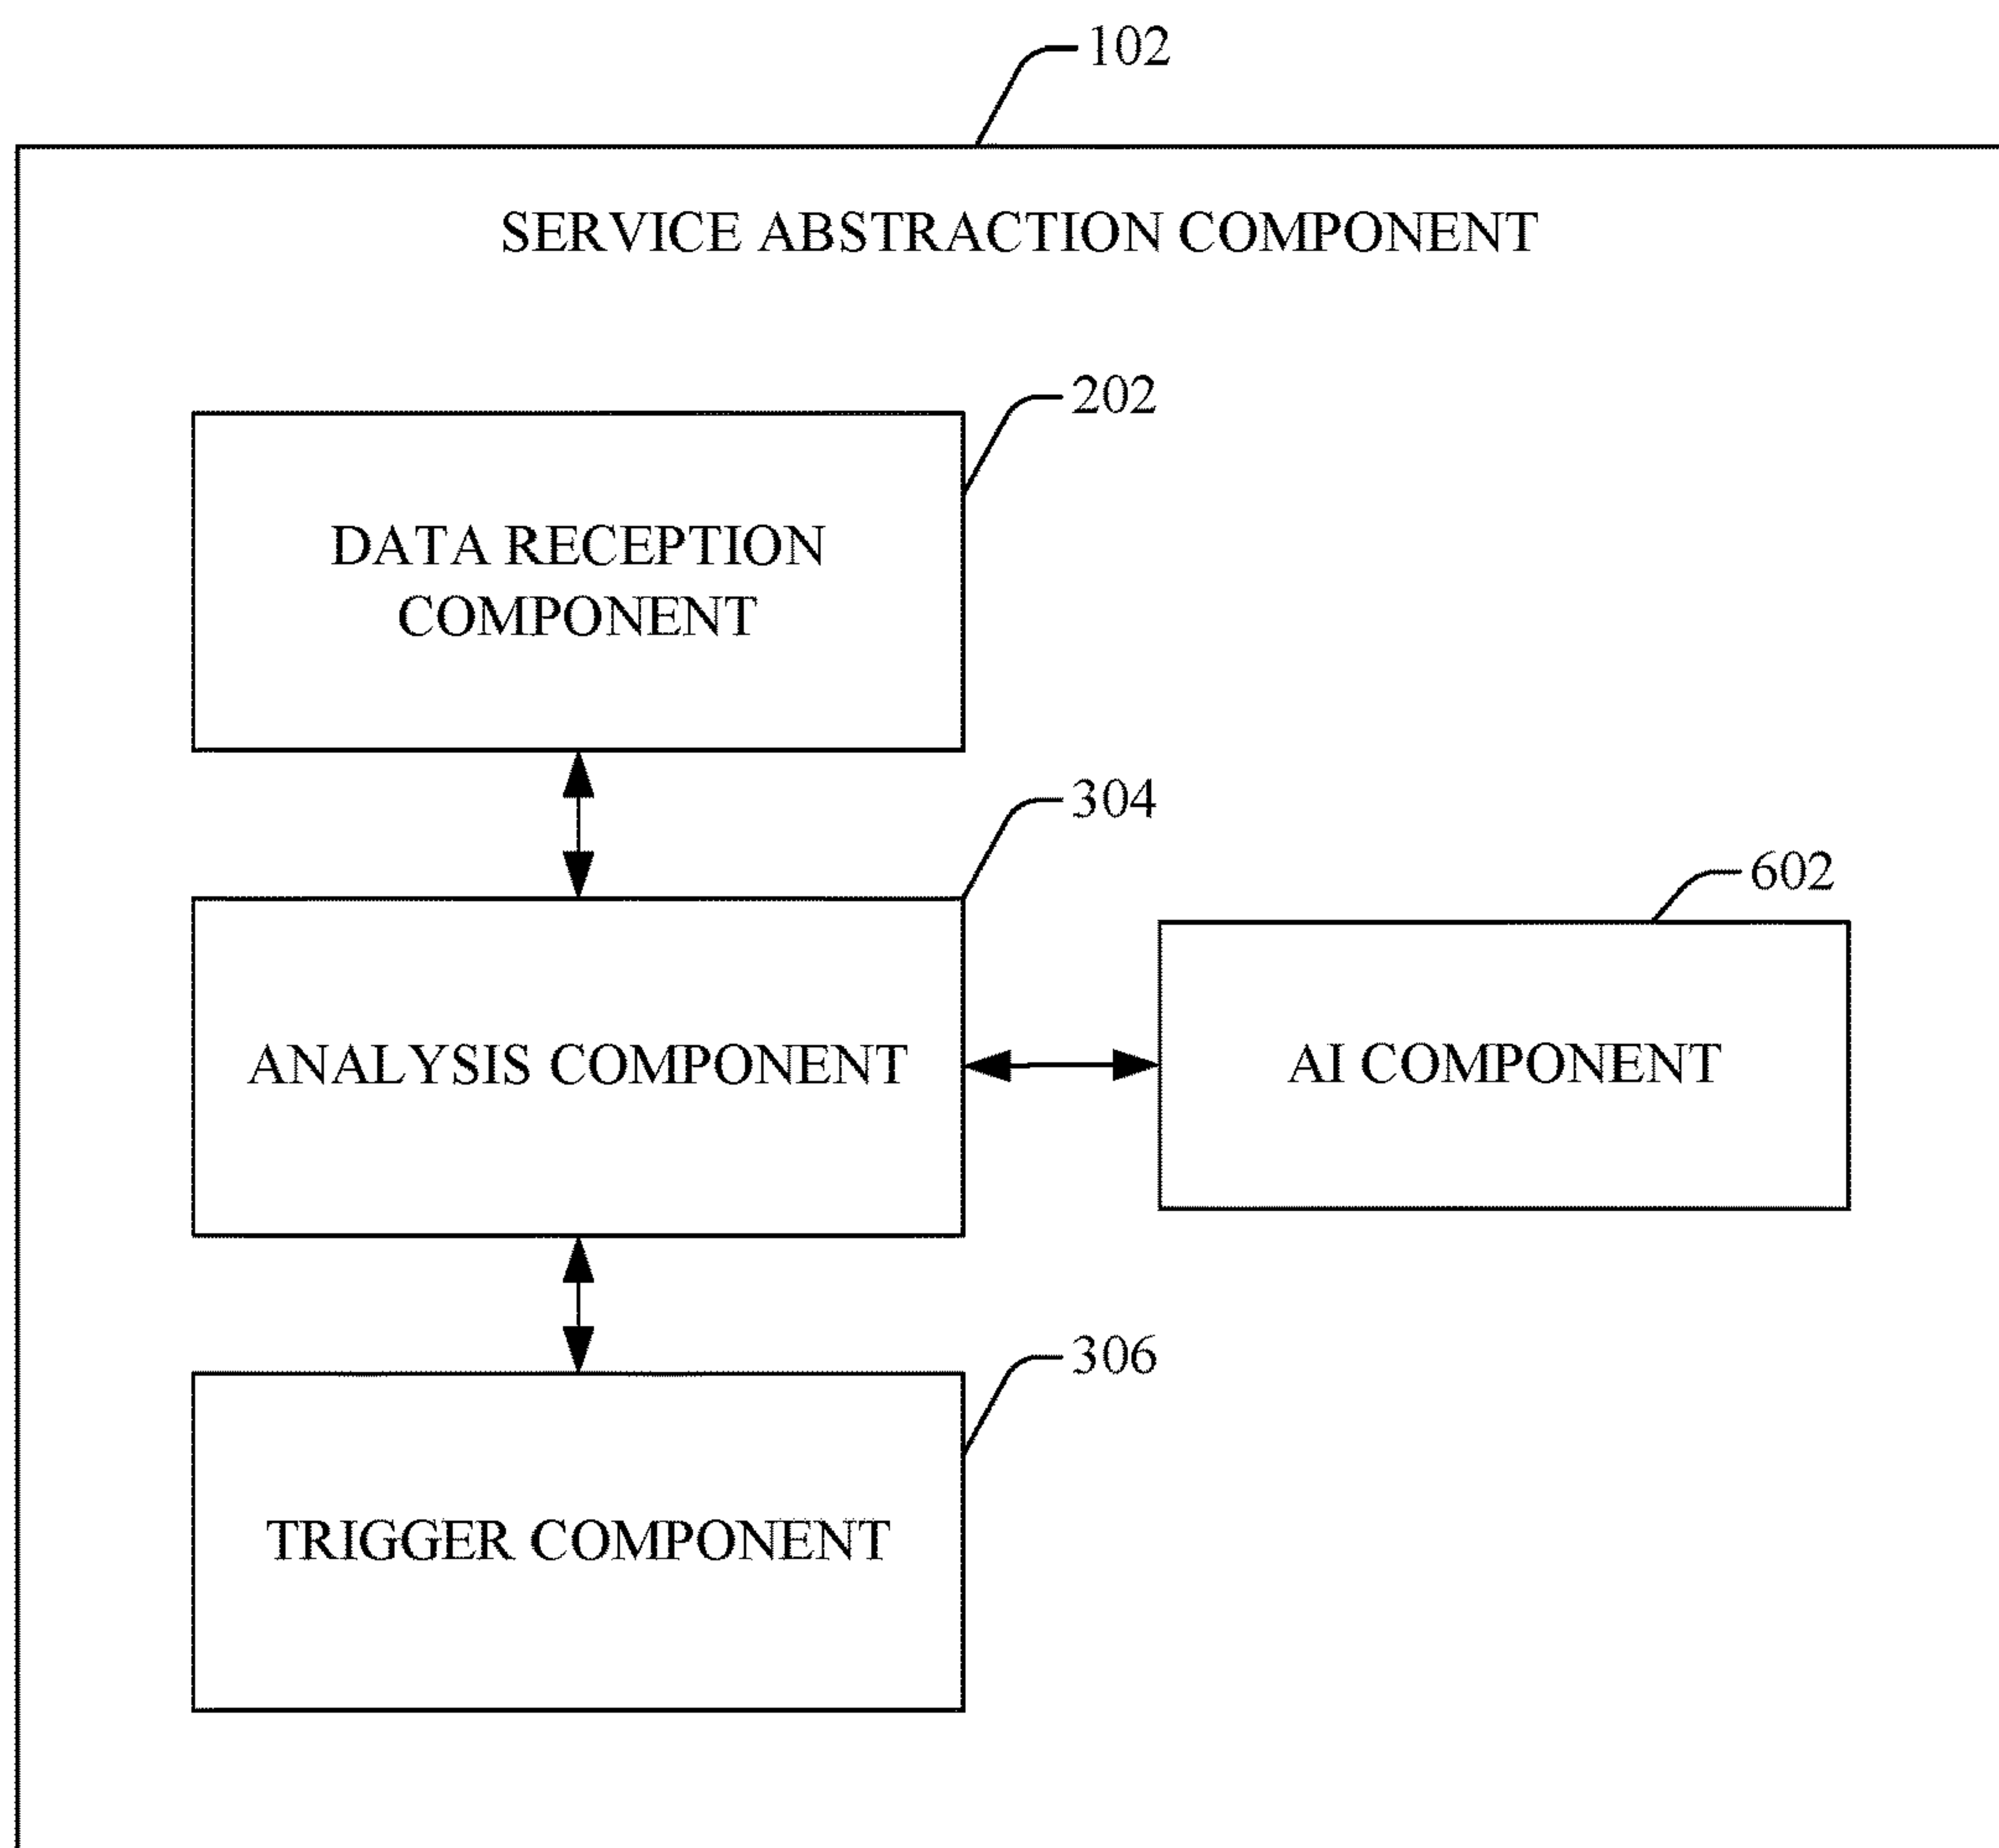 102
SERVICE ABSTRACTION COMPONENT
202
DATA RECEPTION
COMPONENT
304
602
ANALYSIS COMPONENT
AI COMPONENT
306
TRIGGER COMPONENT